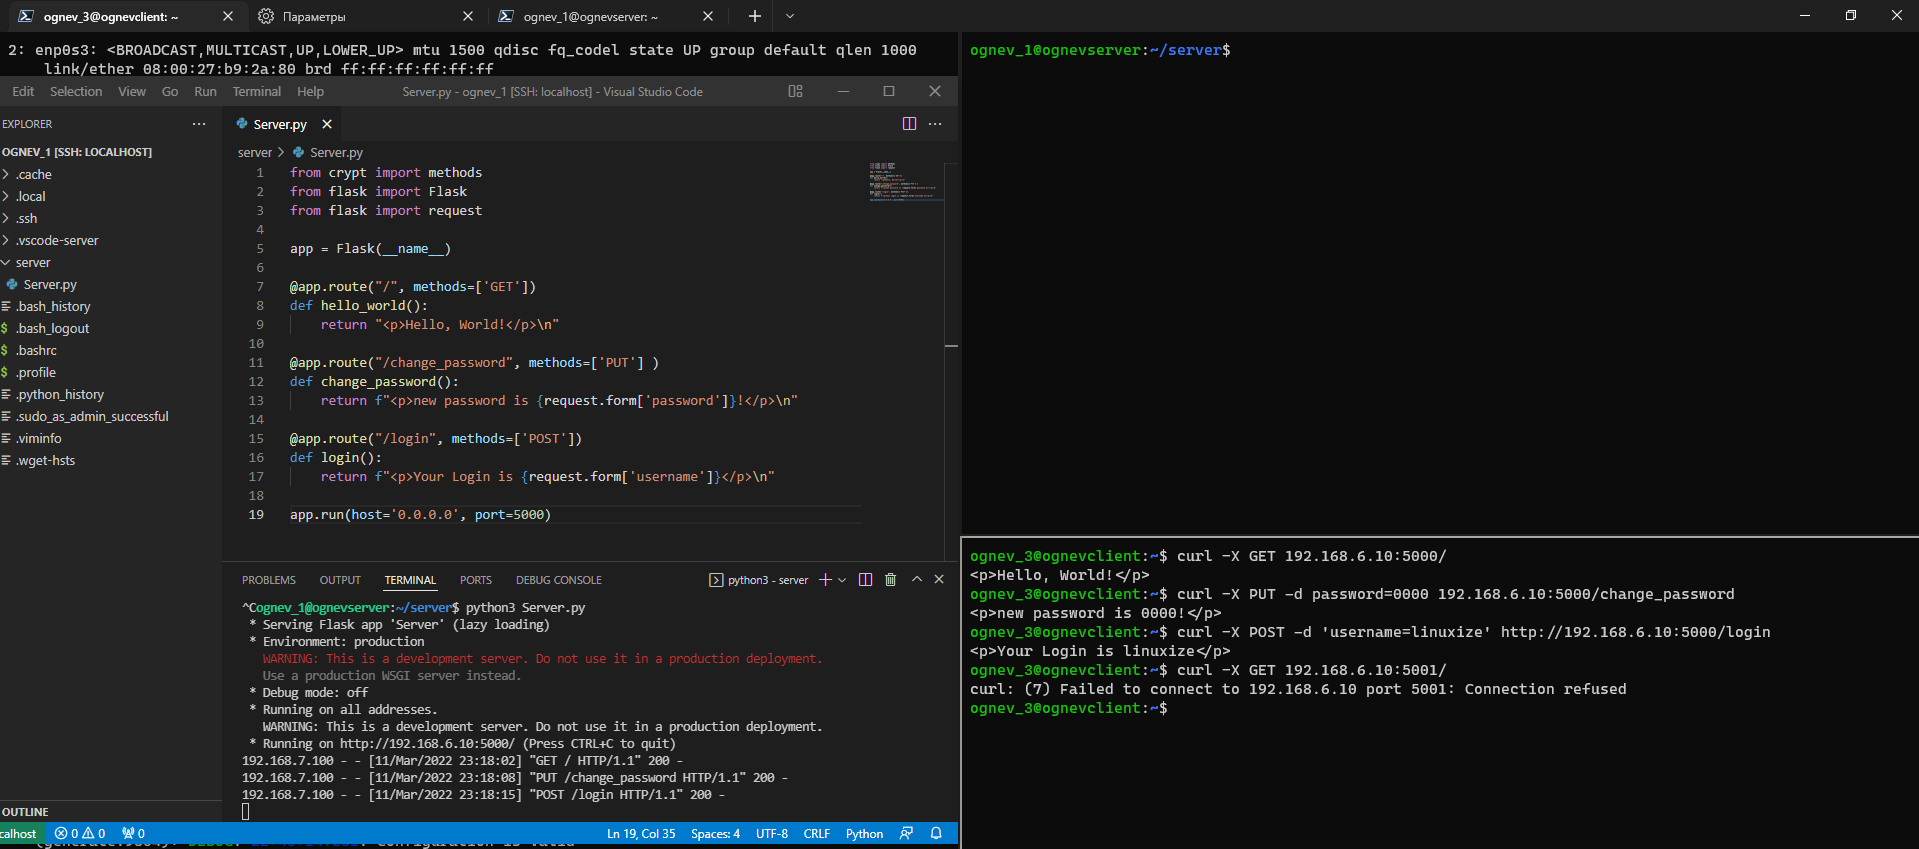 ognev_3@ognevclient: ~
Параметры
ognev_1@ognevserver: ~
2: enp0s3: <BROADCAST,MULTICAST,UP,LOWER_UP> mtu 1500 qdisc fq_codel state UP group default qlen 1000
link/ether 08:00:27:b9:2a:80 brd ff:ff:ff:ff:ff:ff
Edit Selection View Go Run Terminal Help
Server.py - ognev_1 [SSH: localhost] - Visual Studio Code
EXPLORER
OGNEV_1 [SSH: LOCALHOST]
.cache
.local
.ssh
.vscode-server
server
Server.py
.bash_history
.bash_logout
.bashrc
.profile
.python_history
.sudo_as_admin_successful
.viminfo
.wget-hsts
OUTLINE
Server.py
server > Server.py
1 from crypt import methods
2 from flask import Flask
3 from flask import request
4
5 app = Flask(__name__)
6
7 @app.route("/", methods=['GET'])
8 def hello_world():
9 return "<p>Hello, World!</p>\n"
10
11 @app.route("/change_password", methods=['PUT'] )
12 def change_password():
13 return f"<p>new password is {request.form['password']}!</p>\n"
14
15 @app.route("/login", methods=['POST'])
16 def login():
17 return f"<p>Your Login is {request.form['username']}</p>\n"
18
19 app.run(host='0.0.0.0', port=5000)
PROBLEMS OUTPUT TERMINAL PORTS DEBUG CONSOLE
python3 - server
^Cognev_1@ognevserver:~/server$ python3 Server.py
* Serving Flask app 'Server' (lazy loading)
* Environment: production
WARNING: This is a development server. Do not use it in a production deployment.
Use a production WSGI server instead.
* Debug mode: off
* Running on all addresses.
WARNING: This is a development server. Do not use it in a production deployment.
* Running on http://192.168.6.10:5000/ (Press CTRL+C to quit)
192.168.7.100 - - [11/Mar/2022 23:18:02] "GET / HTTP/1.1" 200 -
192.168.7.100 - - [11/Mar/2022 23:18:08] "PUT /change_password HTTP/1.1" 200 -
192.168.7.100 - - [11/Mar/2022 23:18:15] "POST /login HTTP/1.1" 200 -
calhost 0 0 0 Ln 19, Col 35 Spaces: 4 UTF-8 CRLF Python
ognev_1@ognevserver:~/server$
ognev_3@ognevclient:~$ curl -X GET 192.168.6.10:5000/
<p>Hello, World!</p>
ognev_3@ognevclient:~$ curl -X PUT -d password=0000 192.168.6.10:5000/change_password
<p>new password is 0000!</p>
ognev_3@ognevclient:~$ curl -X POST -d 'username=linuxize' http://192.168.6.10:5000/login
<p>Your Login is linuxize</p>
ognev_3@ognevclient:~$ curl -X GET 192.168.6.10:5001/
curl: (7) Failed to connect to 192.168.6.10 port 5001: Connection refused
ognev_3@ognevclient:~$